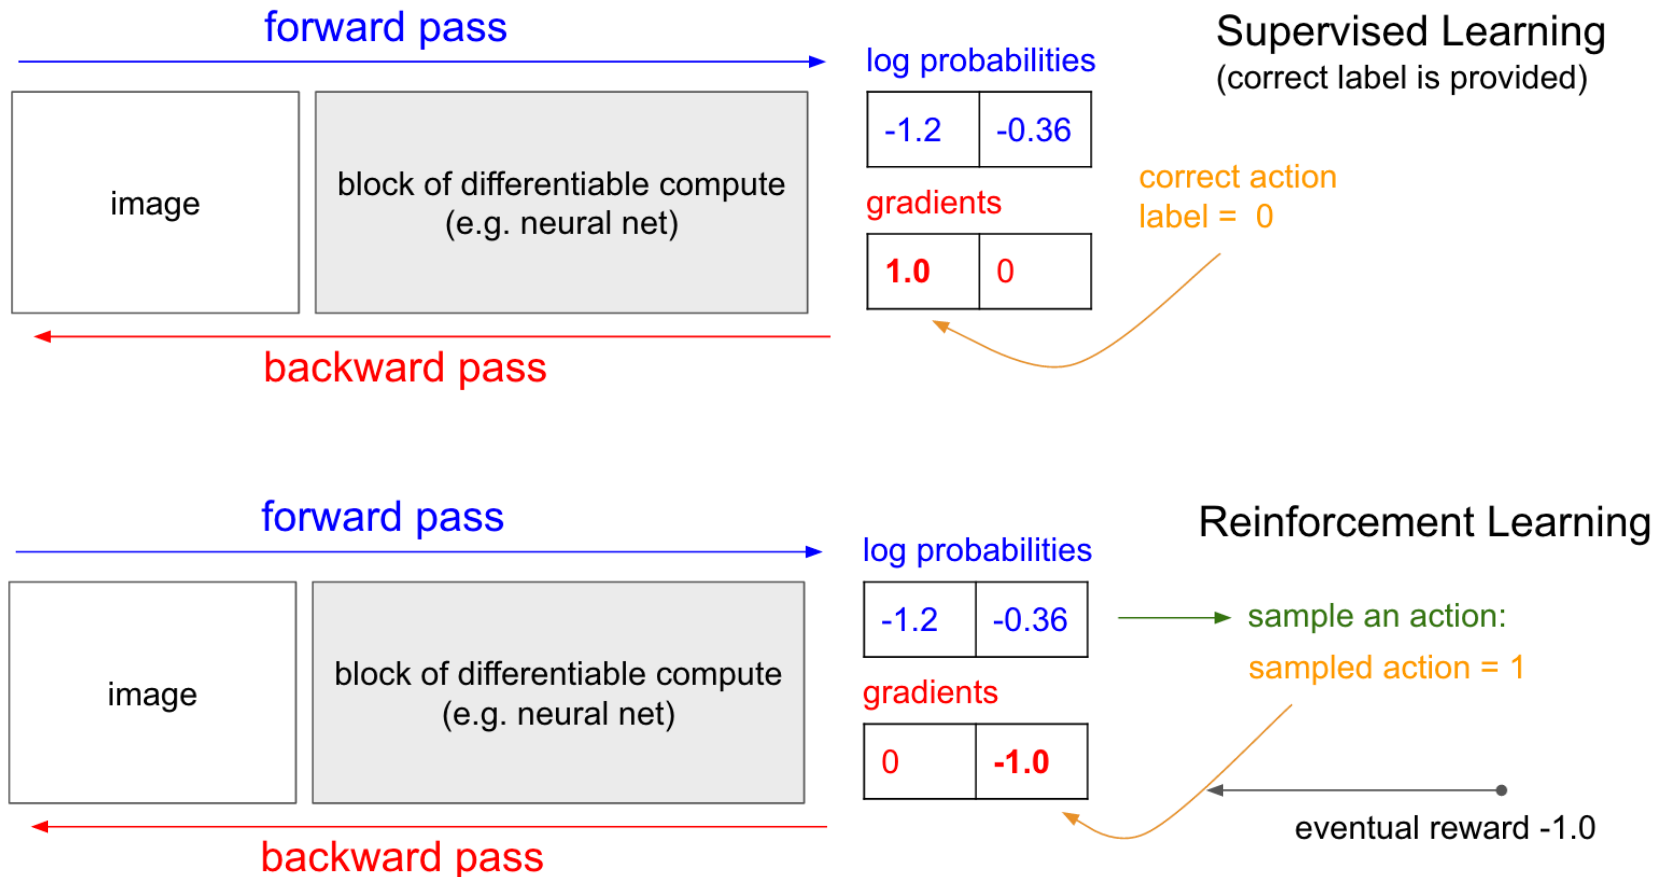 forward pass
Supervised Learning
(correct label is provided)
log probabilities
-1.2 -0.36
image
block of differentiable compute
(e.g. neural net)
correct action
label = 0
gradients
1.0 0
backward pass
forward pass
Reinforcement Learning
log probabilities
-1.2 -0.36
sample an action:
sampled action = 1
image
block of differentiable compute
(e.g. neural net)
gradients
0 -1.0
eventual reward -1.0
backward pass